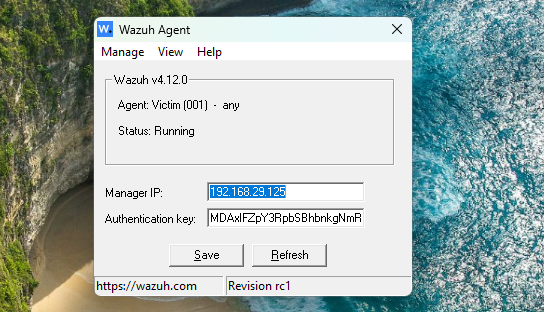 W. Wazuh Agent
Manage View Help
Wazuh v4.12.0
Agent: Victim (001) - any
Status: Running
Manager IP: 192.168.29.125
Authentication key: MDAxIFZpY3RpbSBhbnkgNmR
Save Refresh
https://wazuh.com Revision rc1